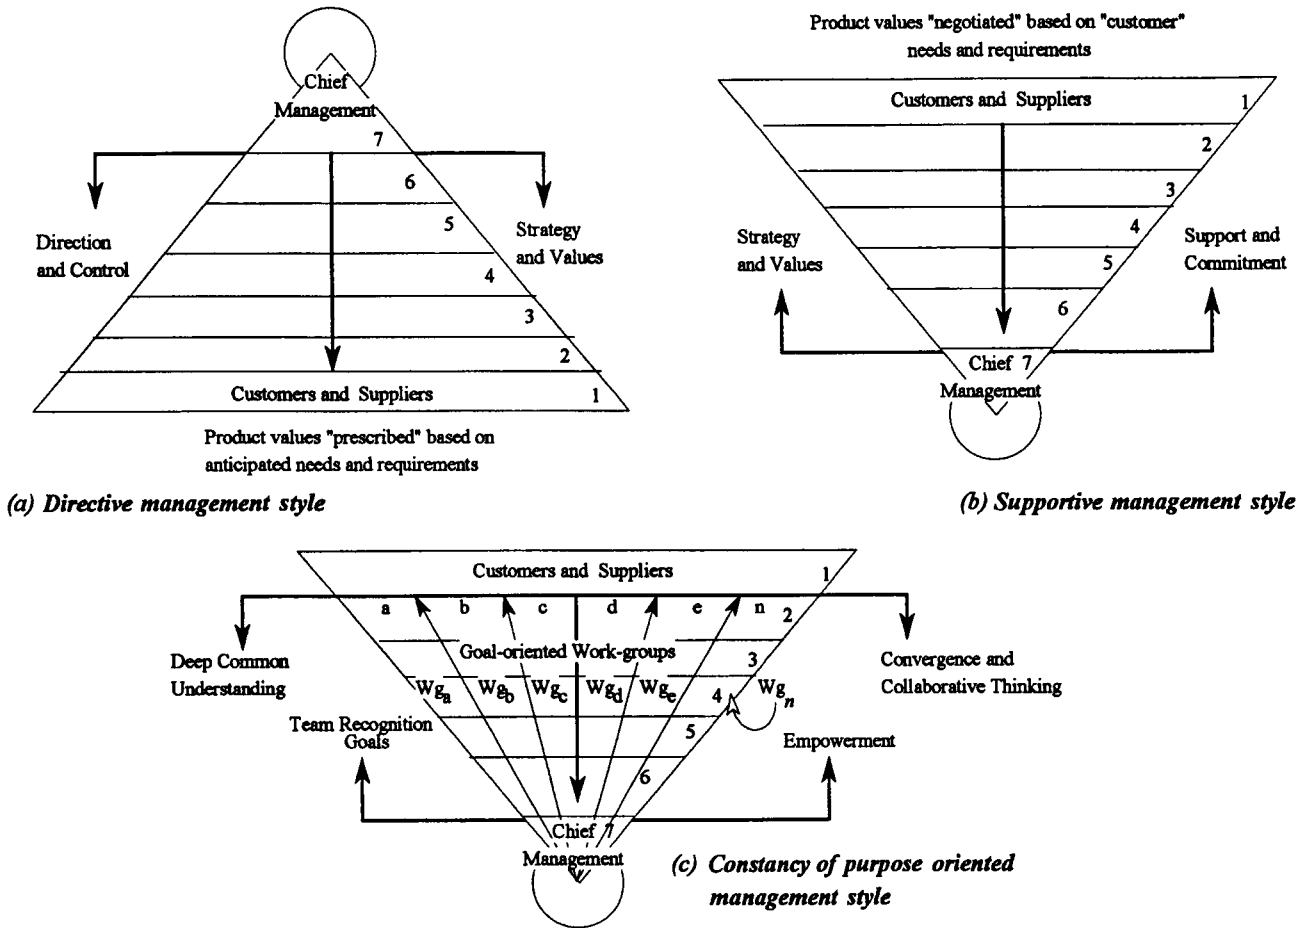 Chief
Management
7
6
5
4
3
2
Customers and Suppliers 1
Direction
and Control
Strategy
and Values
Product values "prescribed" based on
anticipated needs and requirements
(a) Directive management style
Product values "negotiated" based on "customer"
needs and requirements
Customers and Suppliers 1
2
3
4
5
6
Chief 7
Management
Strategy
and Values
Support and
Commitment
(b) Supportive management style
Customers and Suppliers 1
a b c d e n 2
Goal-oriented Work-groups 3
Wga Wgb Wgc Wgd Wge 4 Wgn
5
6
Chief 7
Management
Deep Common
Understanding
Convergence and
Collaborative Thinking
Team Recognition
Goals
Empowerment
(c) Constancy of purpose oriented
management style